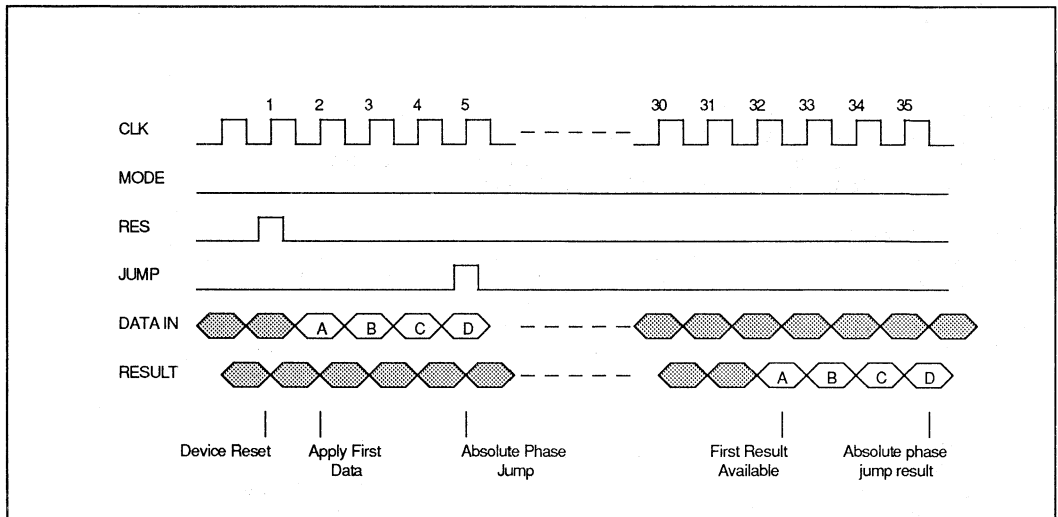 1 2 3 4 5 30 31 32 33 34 35
CLK
MODE
RES
JUMP
DATA IN A B C D
RESULT A B C D
Device Reset Apply First Absolute Phase First Result Absolute phase
Data Jump Available jump result